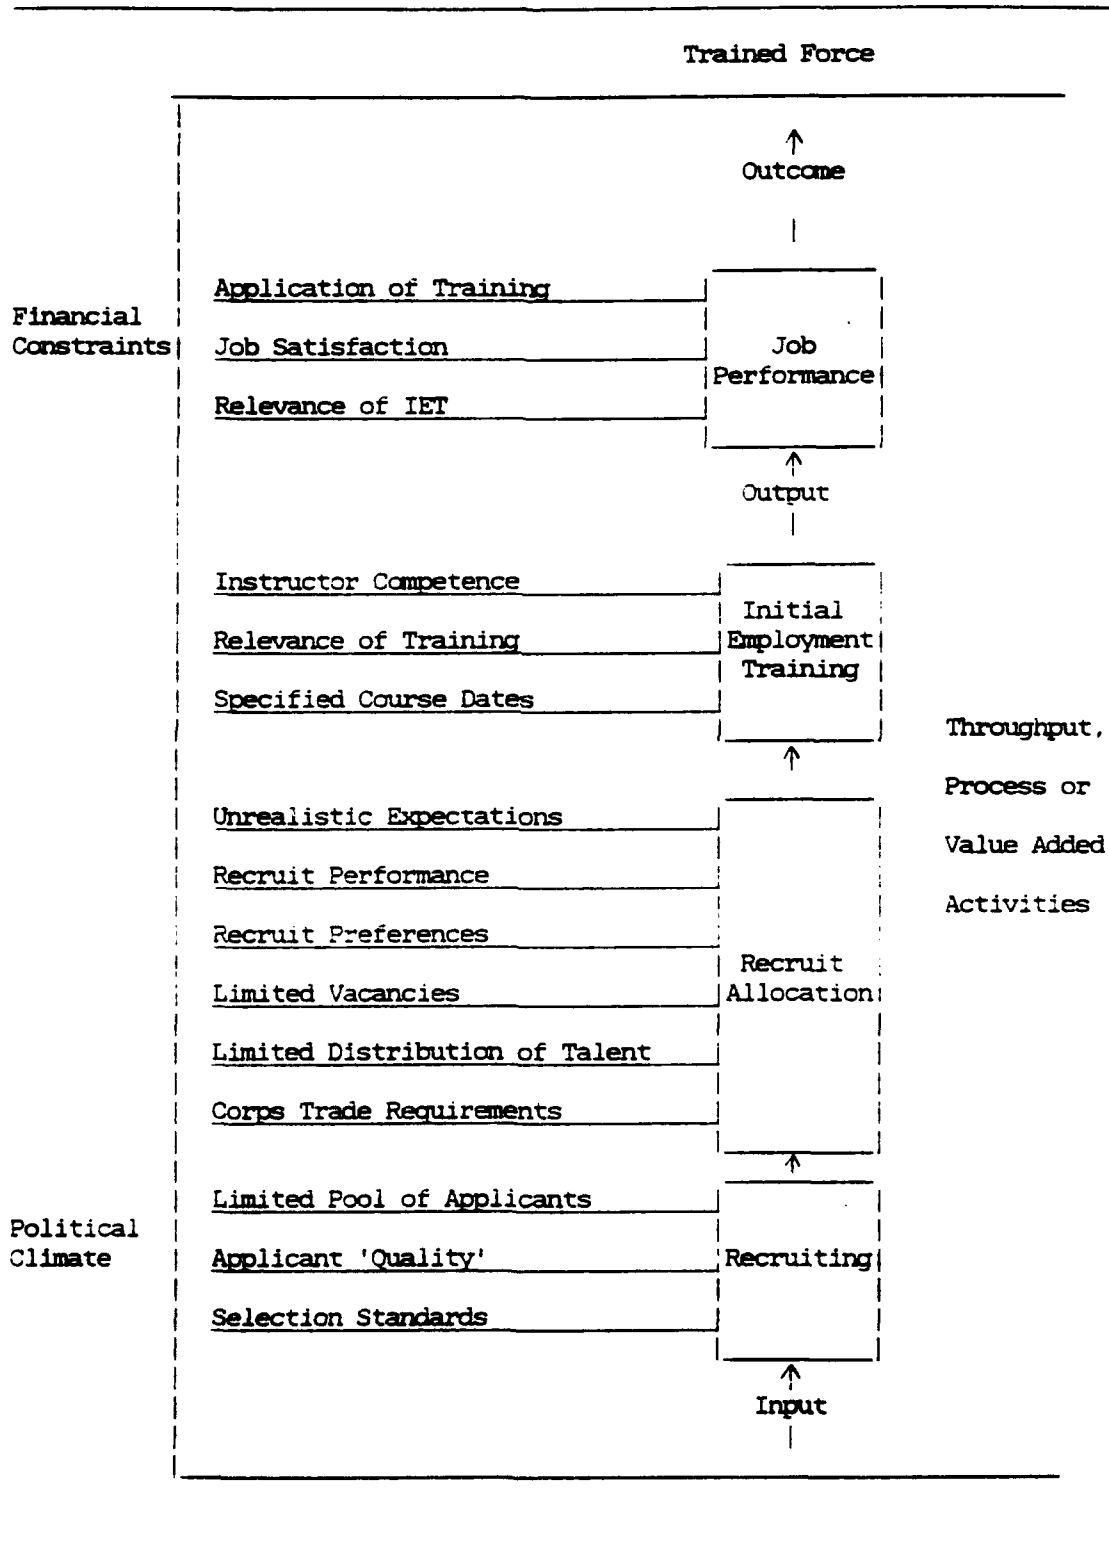 Trained Force
Outcome
Application of Training
Financial
Constraints
Job Satisfaction
Job
Performance
Relevance of IET
Output
Instructor Competence
Initial
Relevance of Training
Employment
Training
Specified Course Dates
Throughput,
Process or
Value Added
Activities
Unrealistic Expectations
Recruit Performance
Recruit Preferences
Recruit
Allocation
Limited Vacancies
Limited Distribution of Talent
Corps Trade Requirements
Limited Pool of Applicants
Political
Climate
Applicant 'Quality'
Recruiting
Selection Standards
Input